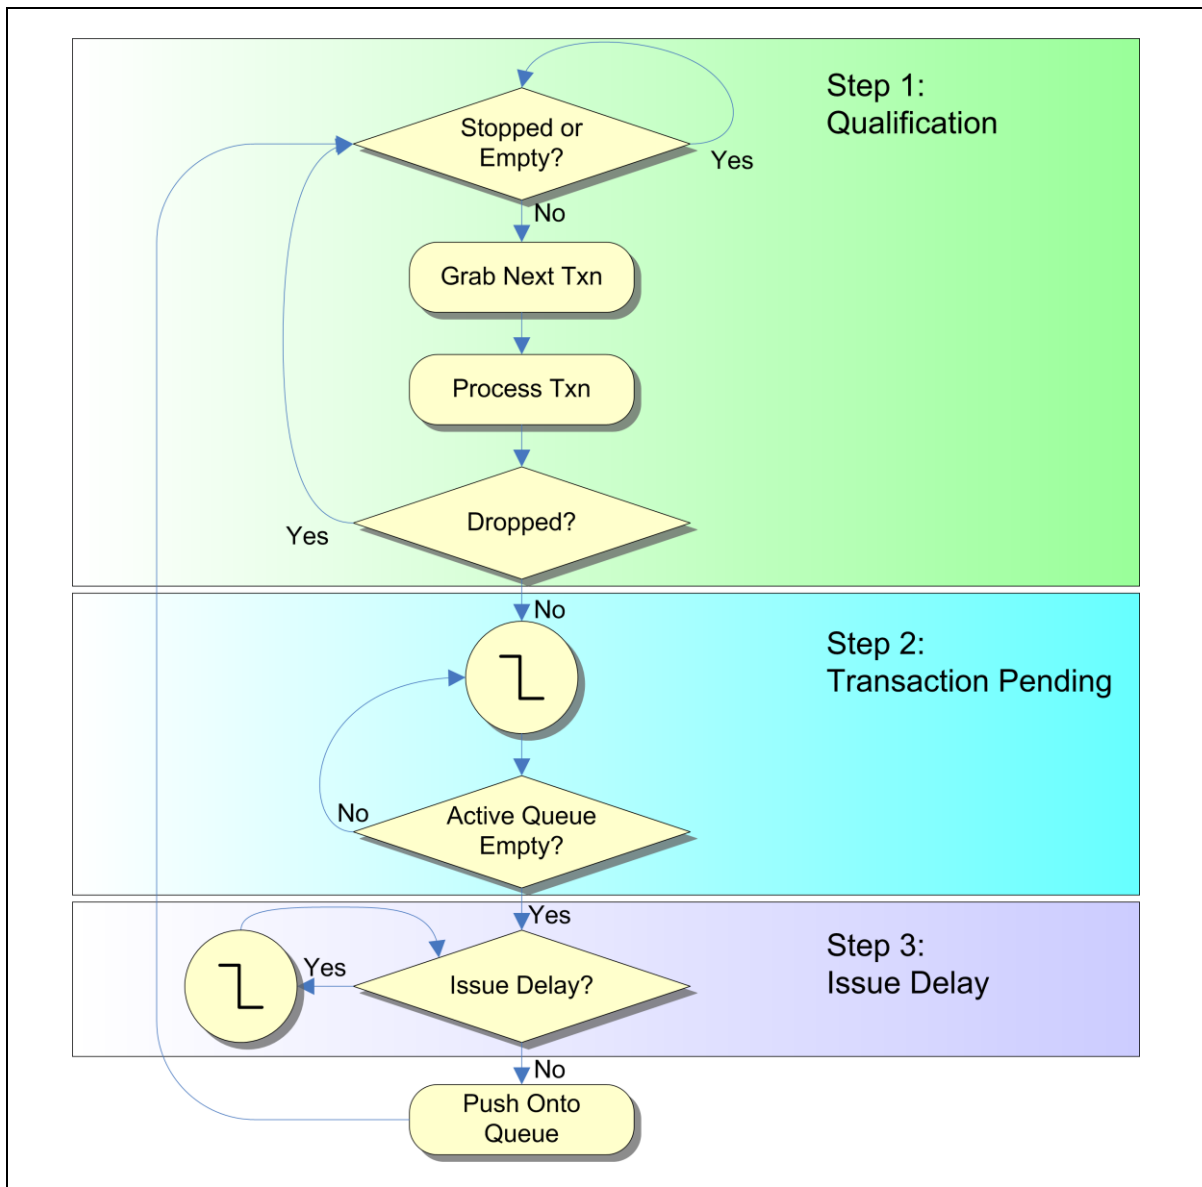 Step 1:
Qualification
Stopped or
Empty?
Yes
No
Grab Next Txn
Process Txn
Dropped?
Yes
No
Step 2:
Transaction Pending
Active Queue
Empty?
No
Yes
Step 3:
Issue Delay
Yes
Issue Delay?
No
Push Onto
Queue